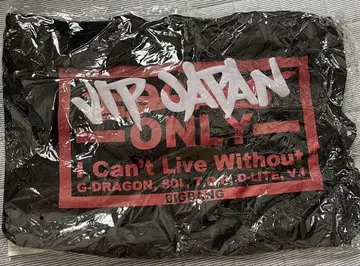 VIP JAPAN
ONLY
I Can't Live Without
G-DRAGON, SOL, T.O.P, D-LITE, V.I
BIGBANG